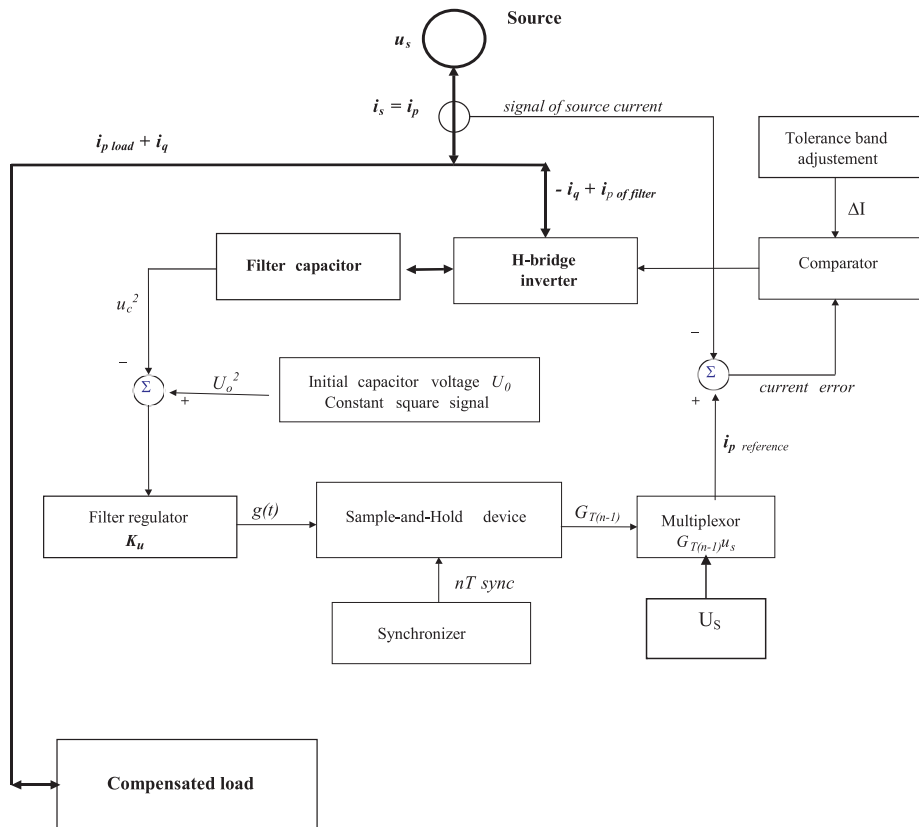 Source
u_s
i_s = i_p
signal of source current
i_p load + i_q
Tolerance band
adjustement
- i_q + i_p of filter
ΔI
Filter capacitor
H-bridge
inverter
Comparator
u_c^2
−
−
Σ
U_o^2
+
Initial capacitor voltage U_0
Constant square signal
Σ
+
current error
i_p reference
Filter regulator
K_u
g(t)
Sample-and-Hold device
G_T(n-1)
Multiplexor
G_T(n-1)u_s
nT sync
Synchronizer
U_S
Compensated load